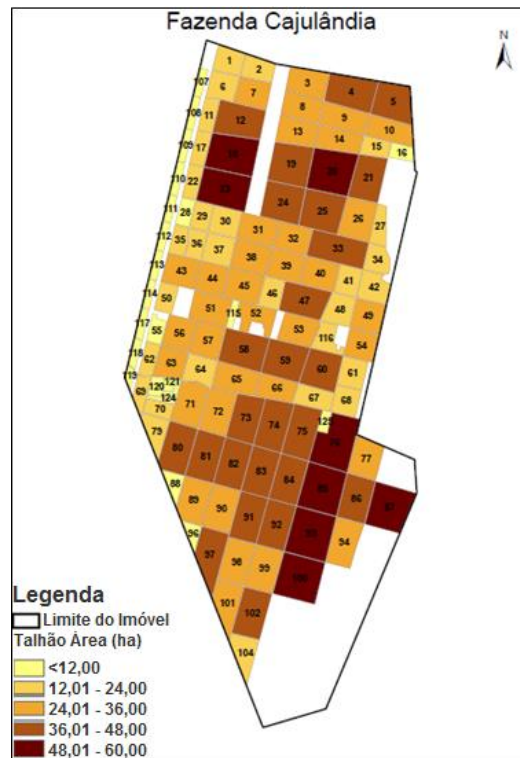 Fazenda Cajulândia
N
1 2
107 6 7 3 4 5
108 11 12 8 9 10
13 14 15 16
109 17 19 21
110 22 24 25 26 27
111 28 29 30 31 32 33 34
112 35 36 37 38 39 40 41 42
113 43 44 45 46 47 48 49
114 50 51 115 52 53 116 54
117 55 56 57 58 59 60 61
118 62 63 64 65 66 67 68
119 69 120 121 124
70 71 72 73 74 75 77
79 80 81 82 83 84 86
88 89 90 91 92 94
96 97 98 99
101 102
104
Legenda
Limite do Imóvel
Talhão Área (ha)
<12,00
12,01 - 24,00
24,01 - 36,00
36,01 - 48,00
48,01 - 60,00